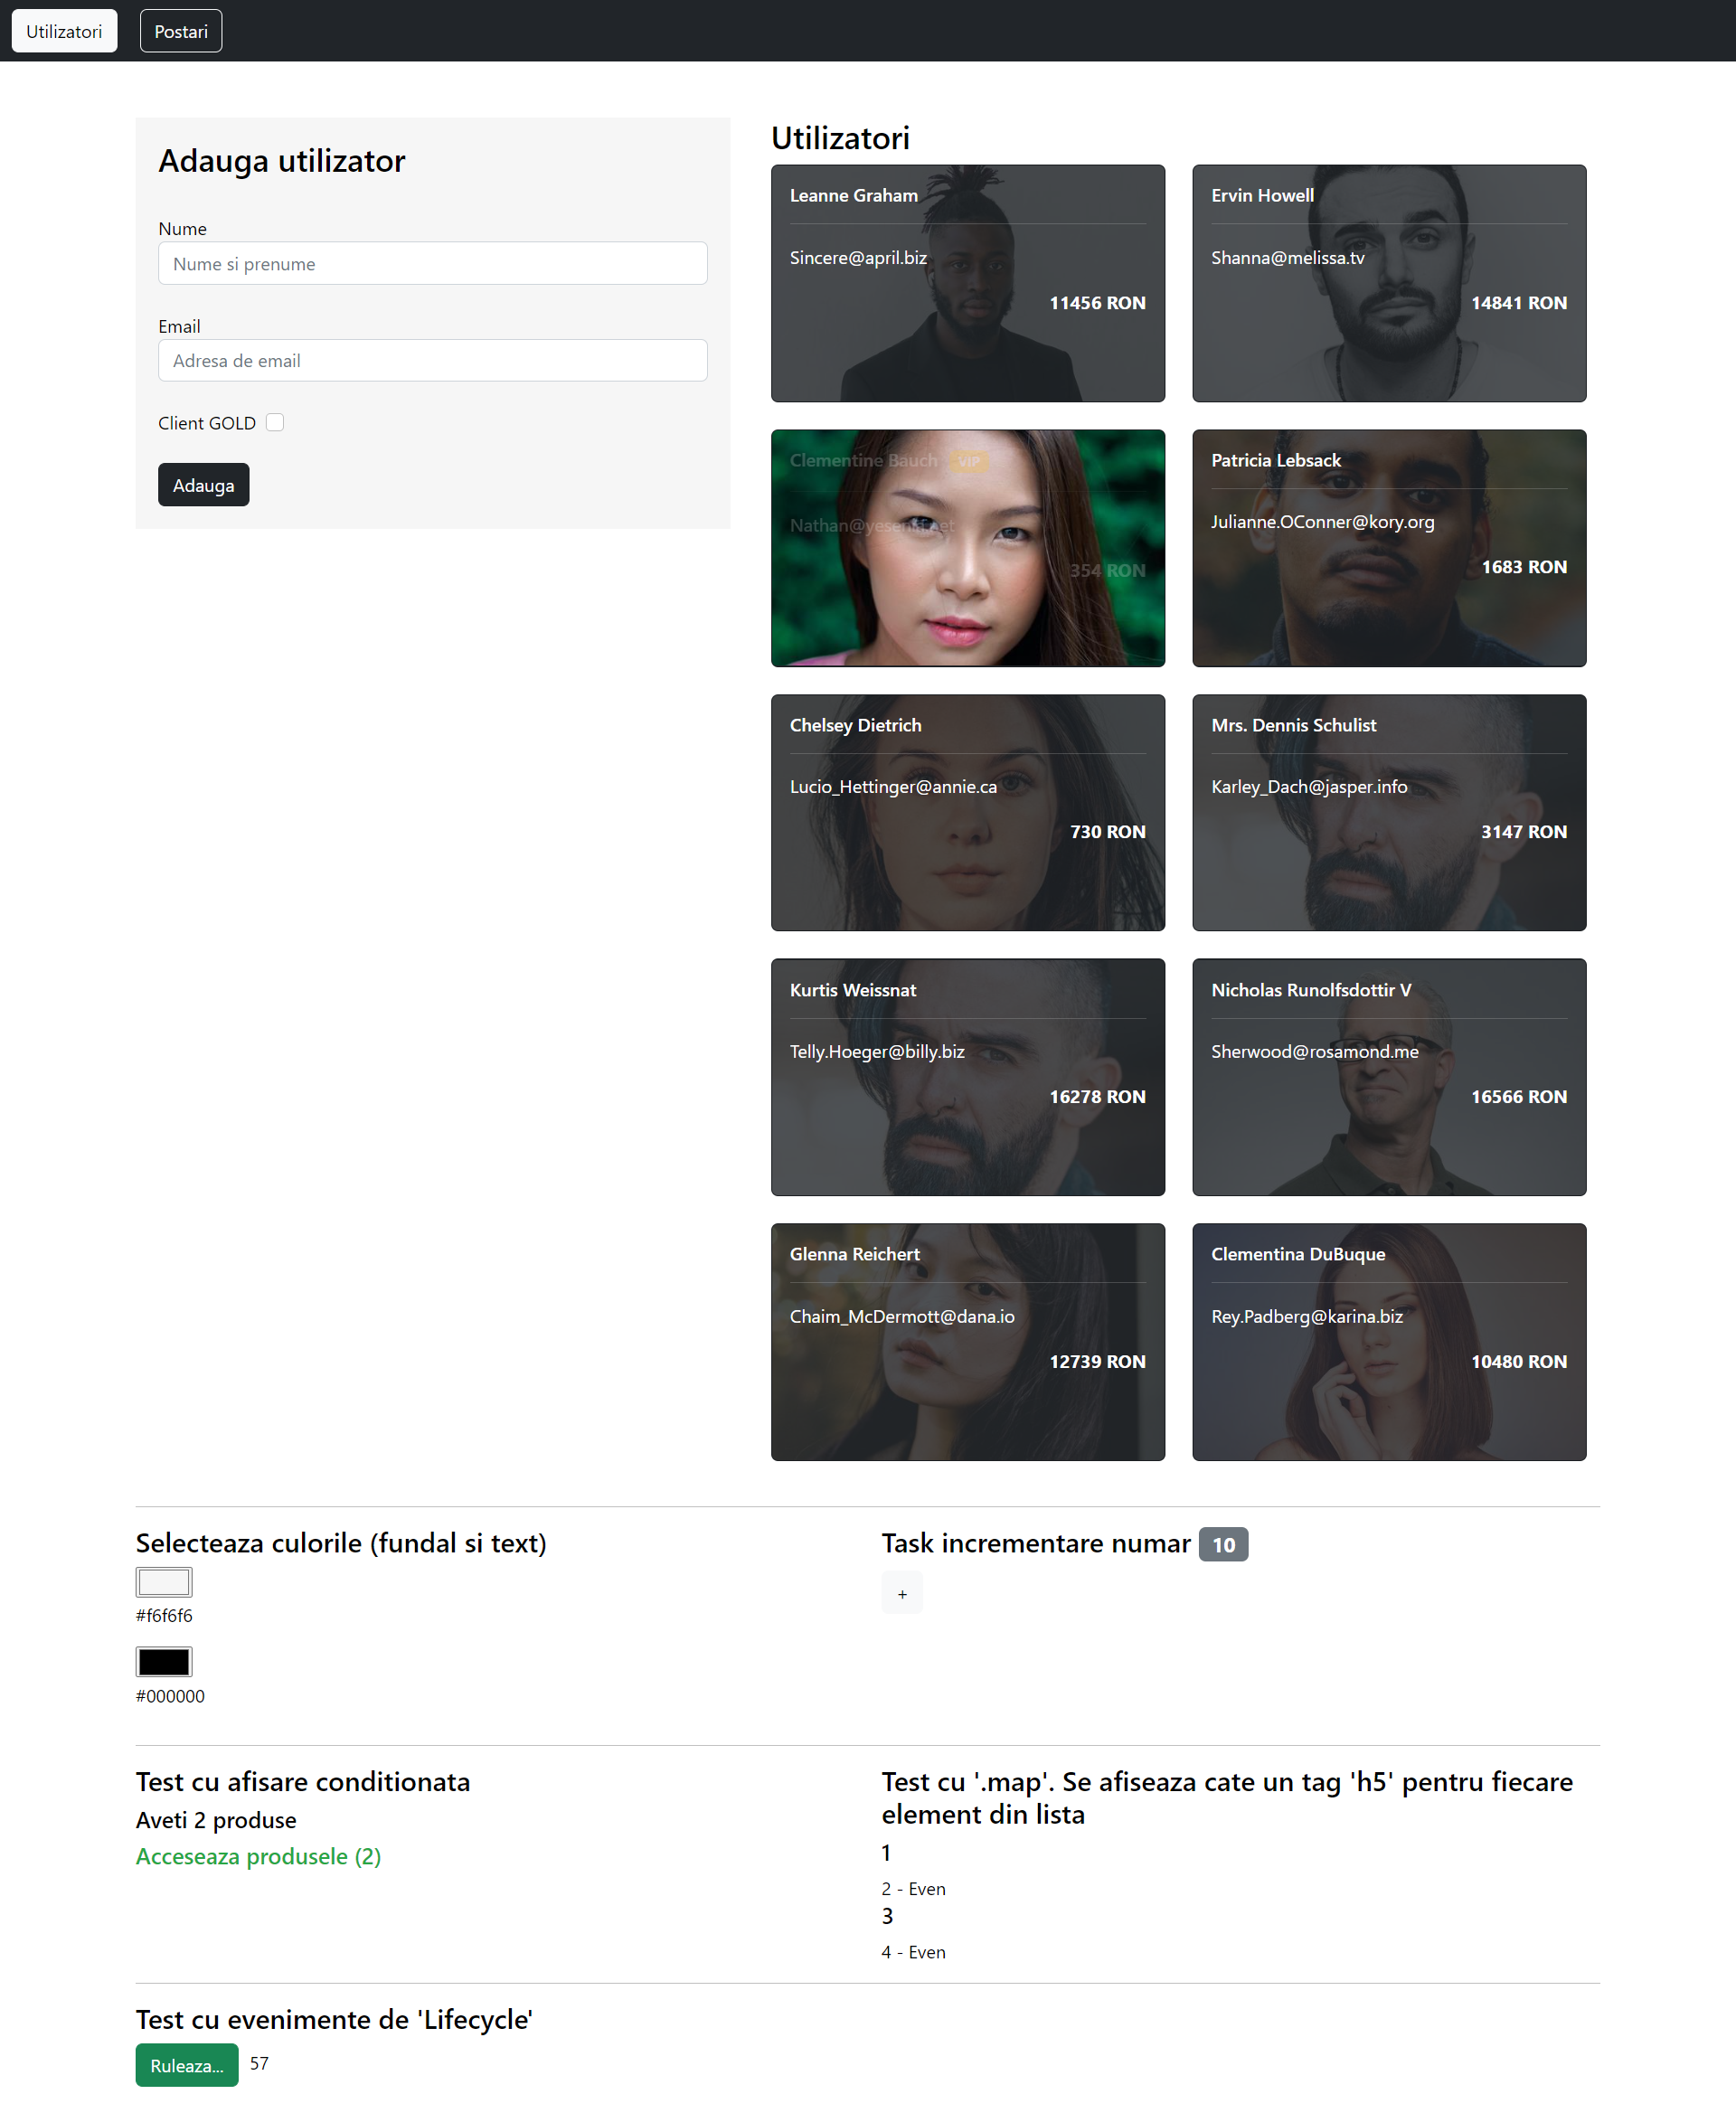 Utilizatori
Postari
Adauga utilizator
Nume
Nume si prenume
Email
Adresa de email
Client GOLD
Adauga
Utilizatori
Leanne Graham
Sincere@april.biz
11456 RON
Ervin Howell
Shanna@melissa.tv
14841 RON
Clementine Bauch VIP
Nathan@yesenia.net
354 RON
Patricia Lebsack
Julianne.OConner@kory.org
1683 RON
Chelsey Dietrich
Lucio_Hettinger@annie.ca
730 RON
Mrs. Dennis Schulist
Karley_Dach@jasper.info
3147 RON
Kurtis Weissnat
Telly.Hoeger@billy.biz
16278 RON
Nicholas Runolfsdottir V
Sherwood@rosamond.me
16566 RON
Glenna Reichert
Chaim_McDermott@dana.io
12739 RON
Clementina DuBuque
Rey.Padberg@karina.biz
10480 RON
Selecteaza culorile (fundal si text)
#f6f6f6
#000000
Task incrementare numar 10
+
Test cu afisare conditionata
Aveti 2 produse
Acceseaza produsele (2)
Test cu '.map'. Se afiseaza cate un tag 'h5' pentru fiecare
element din lista
1
2 - Even
3
4 - Even
Test cu evenimente de 'Lifecycle'
Ruleaza... 57